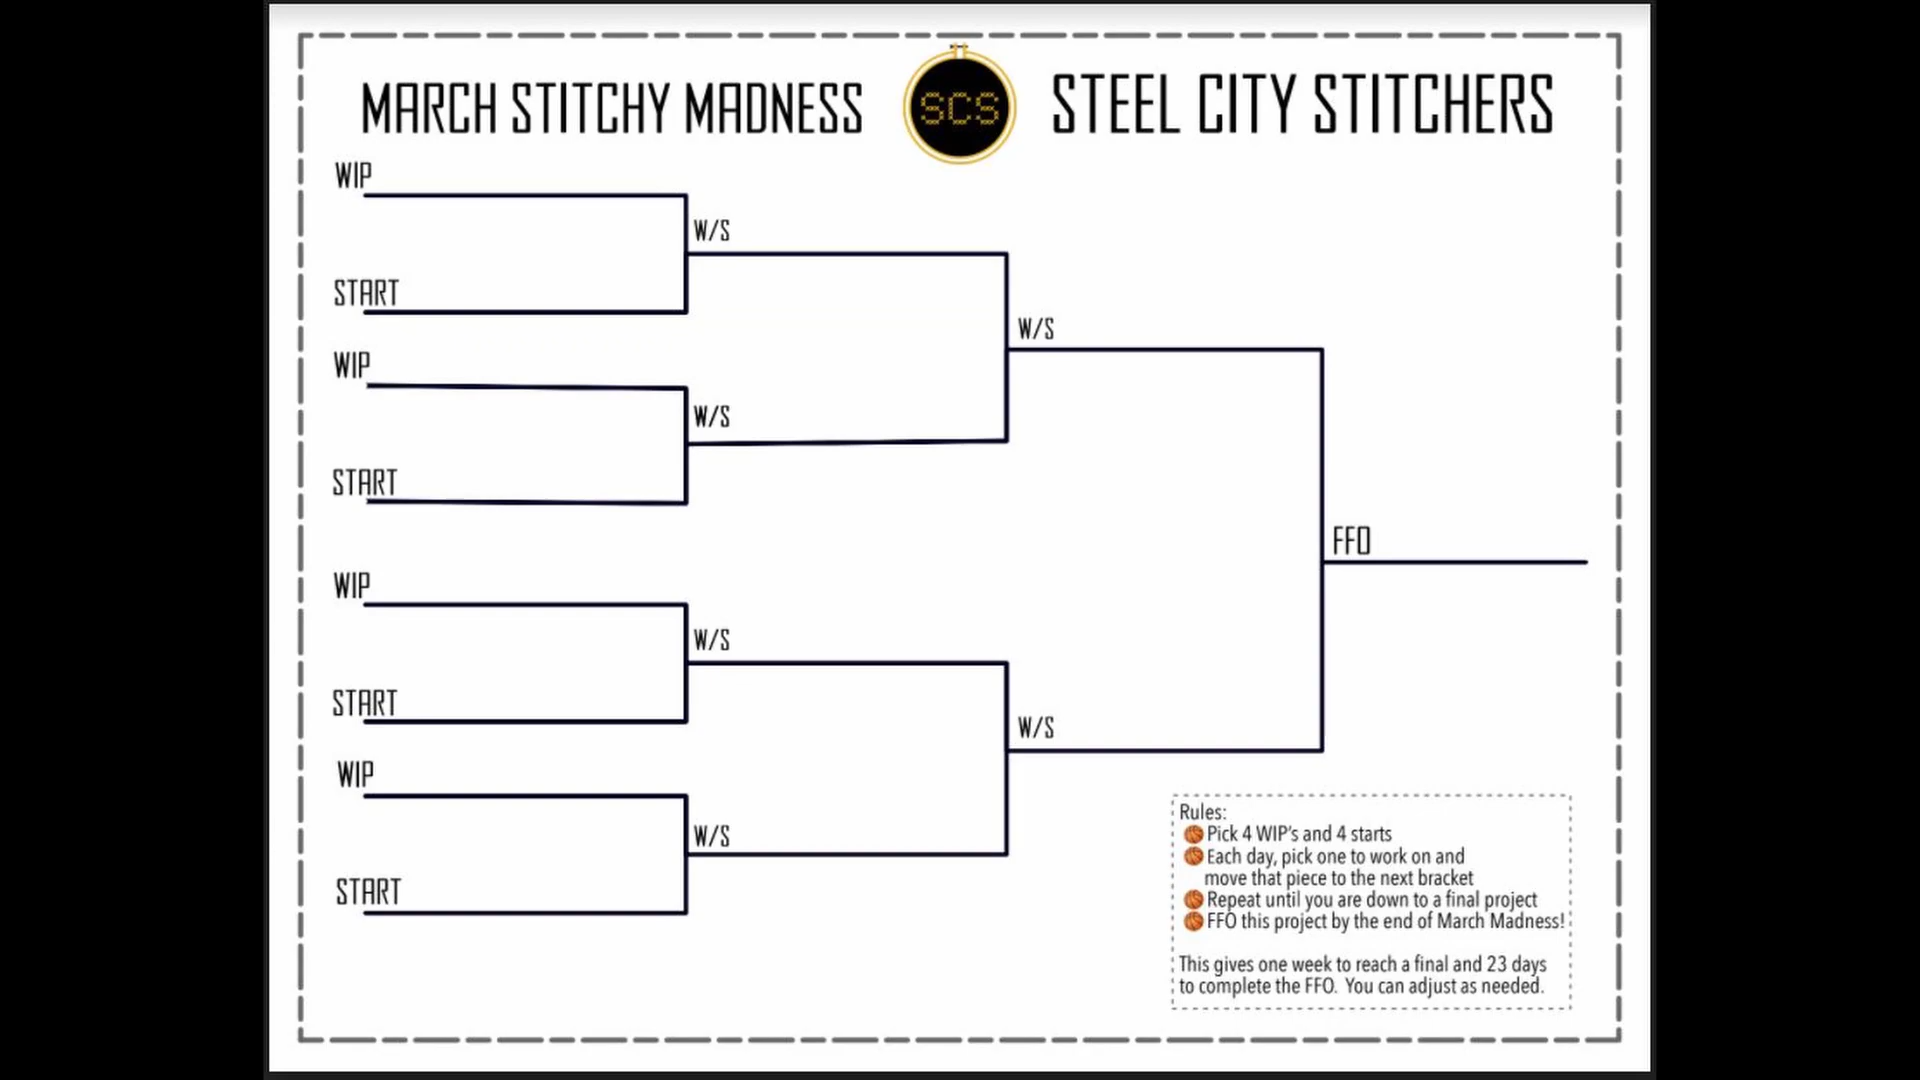 MARCH STITCHY MADNESS
SCS
STEEL CITY STITCHERS
WIP
W/S
START
W/S
WIP
W/S
START
FFO
WIP
W/S
START
W/S
WIP
W/S
START
Rules:
Pick 4 WIP's and 4 starts
Each day, pick one to work on and
move that piece to the next bracket
Repeat until you are down to a final project
FFO this project by the end of March Madness!
This gives one week to reach a final and 23 days
to complete the FFO. You can adjust as needed.